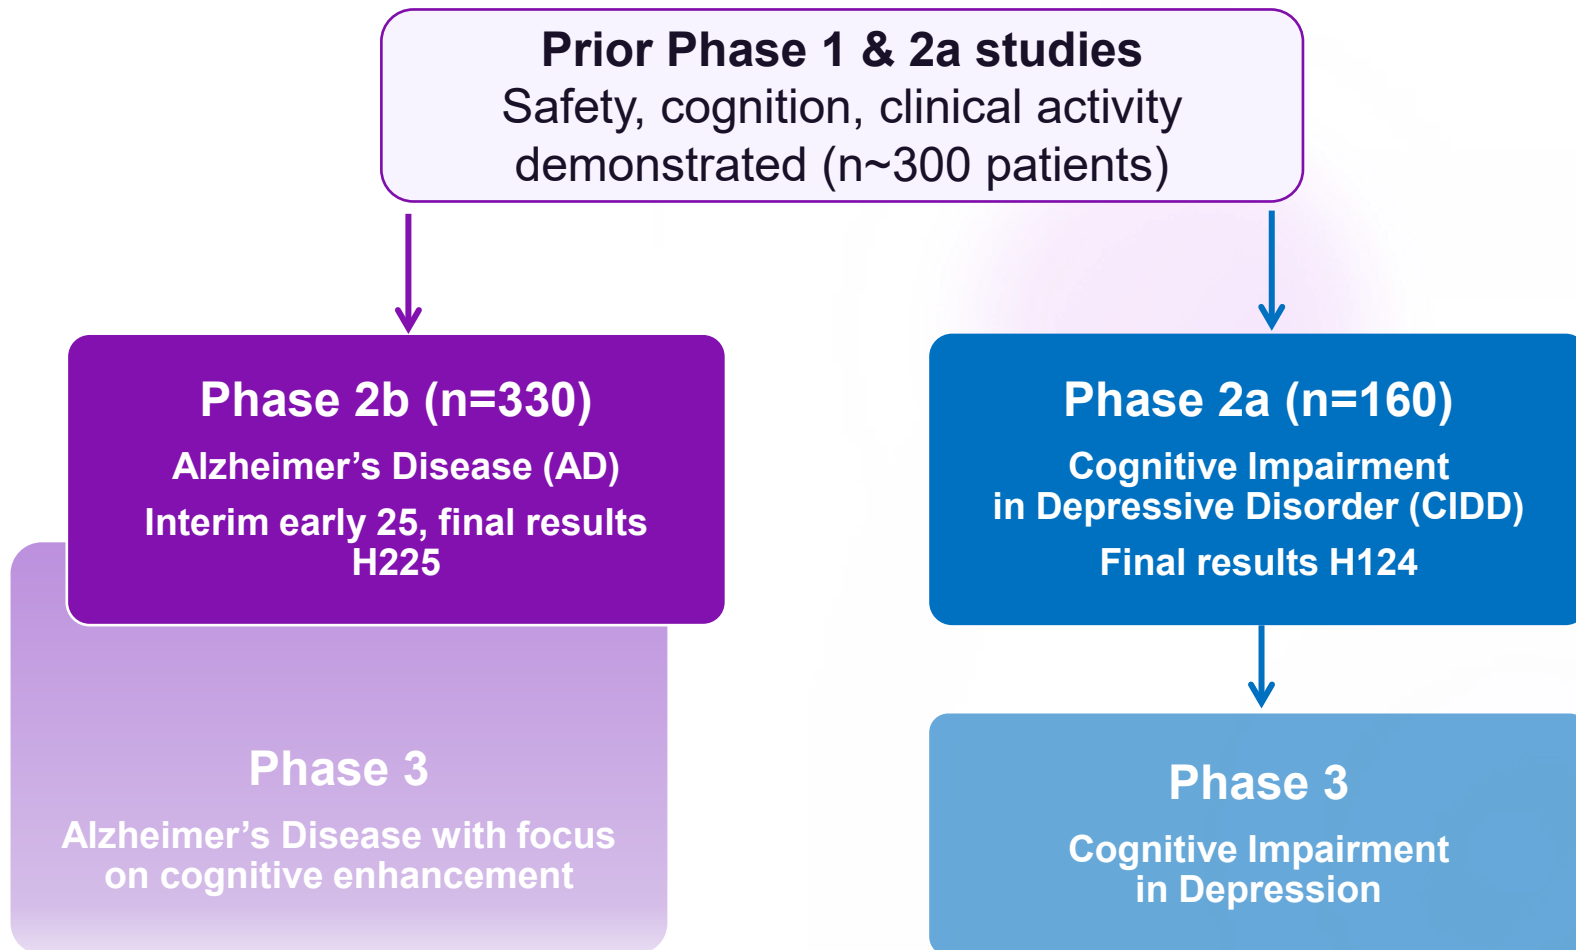 Prior Phase 1 & 2a studies
Safety, cognition, clinical activity
demonstrated (n~300 patients)
Phase 2b (n=330)
Alzheimer’s Disease (AD)
Interim early 25, final results
H225
Phase 3
Alzheimer’s Disease with focus
on cognitive enhancement
Phase 2a (n=160)
Cognitive Impairment
in Depressive Disorder (CIDD)
Final results H124
Phase 3
Cognitive Impairment
in Depression